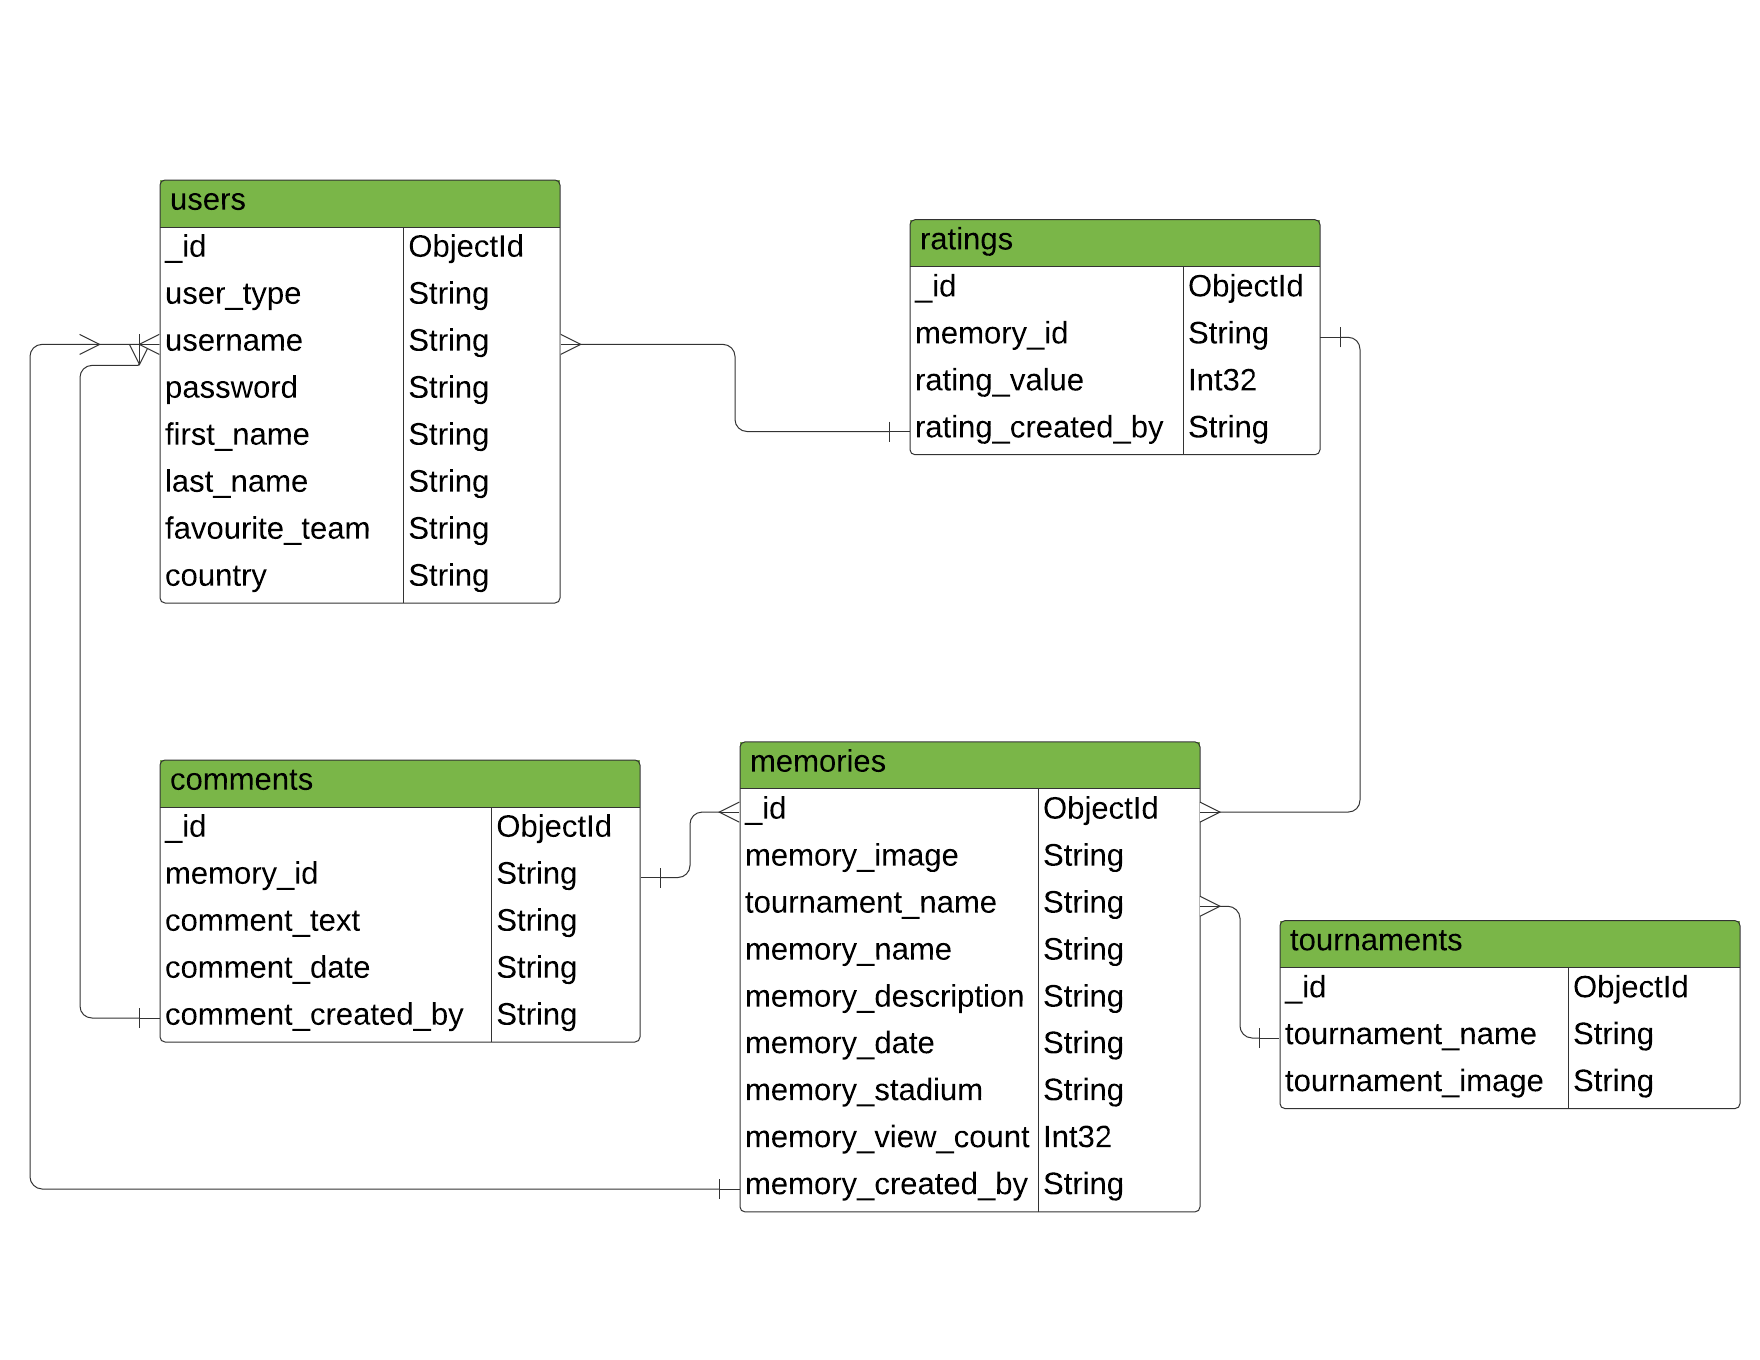 users
_id ObjectId
user_type String
username String
password String
first_name String
last_name String
favourite_team String
country String
ratings
_id ObjectId
memory_id String
rating_value Int32
rating_created_by String
comments
_id ObjectId
memory_id String
comment_text String
comment_date String
comment_created_by String
memories
_id ObjectId
memory_image String
tournament_name String
memory_name String
memory_description String
memory_date String
memory_stadium String
memory_view_count Int32
memory_created_by String
tournaments
_id ObjectId
tournament_name String
tournament_image String